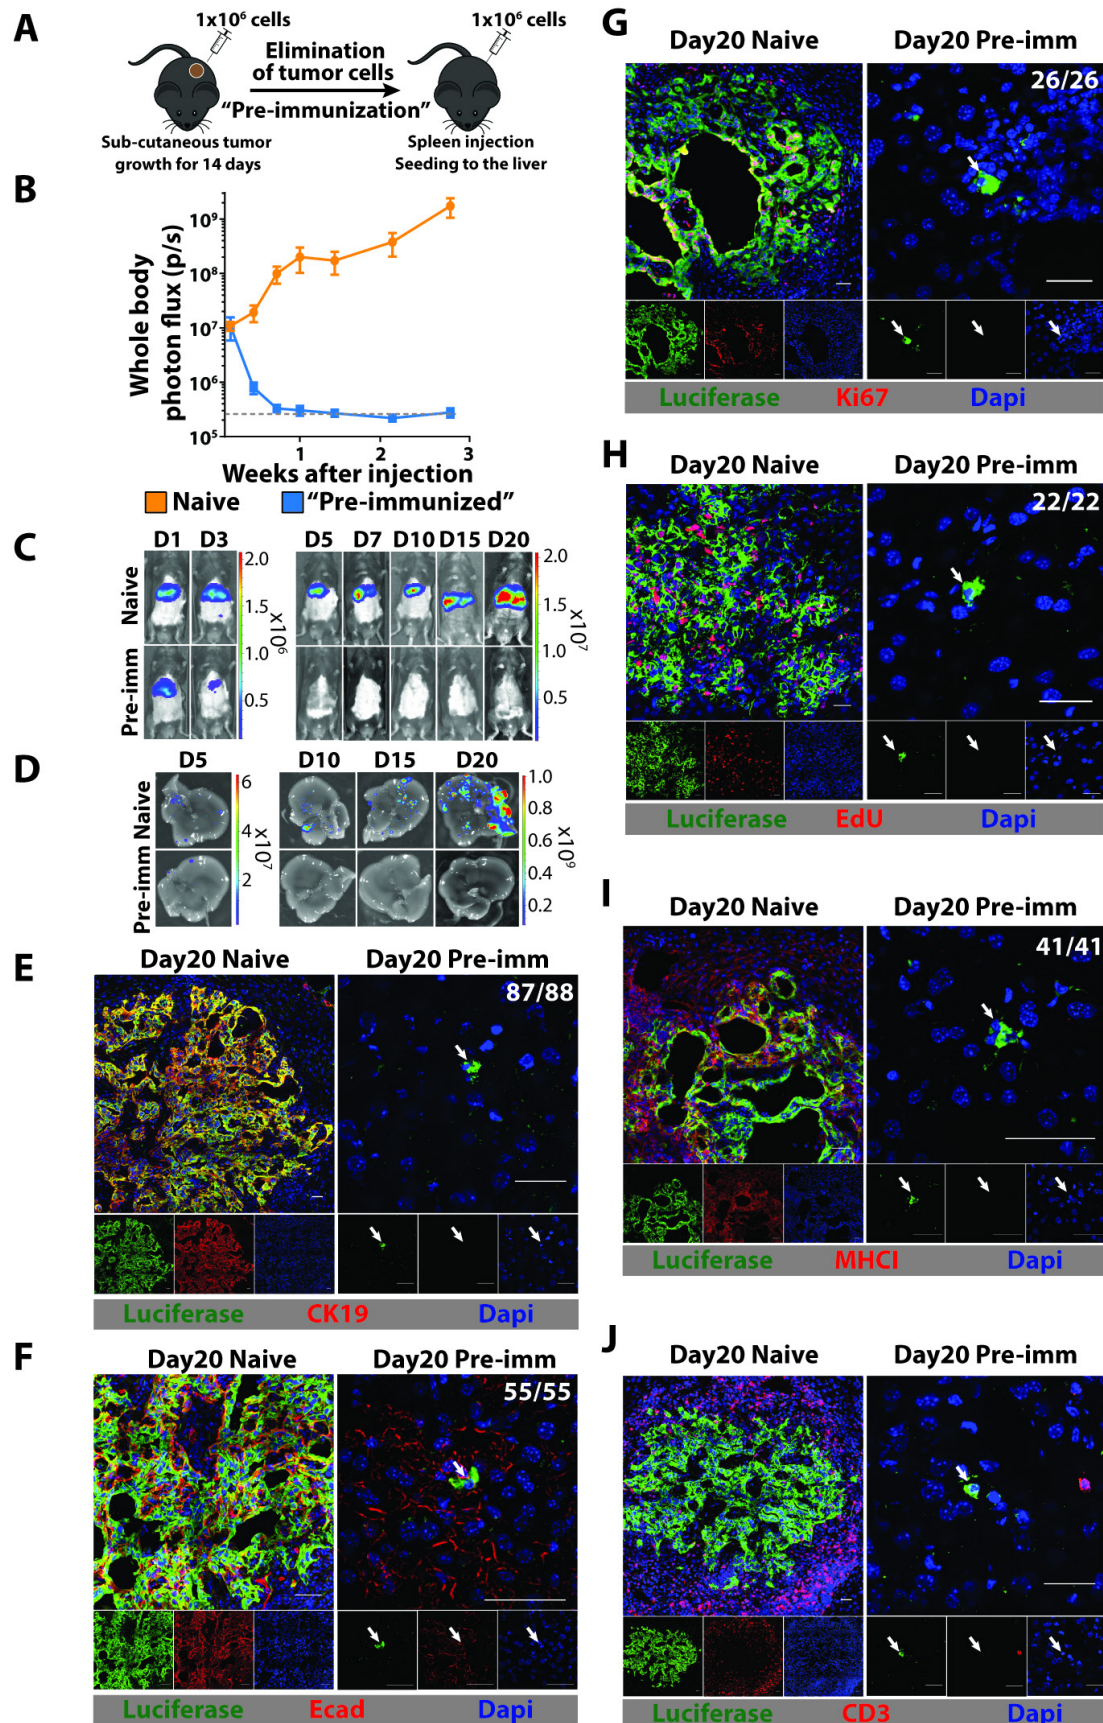 A
1x10⁶ cells
1x10⁶ cells
Elimination
of tumor cells
“Pre-immunization”
Sub-cutaneous tumor
growth for 14 days
Spleen injection
Seeding to the liver
B
Whole body
photon flux (p/s)
10⁹
10⁸
10⁷
10⁶
10⁵
1
2
3
Weeks after injection
Naive
“Pre-immunized”
C
D1 D3 D5 D7 D10 D15 D20
Naive
Pre-imm
2.0
1.5
1.0
0.5
x10⁶
2.0
1.5
1.0
0.5
x10⁷
D
D5 D10 D15 D20
Naive
Pre-imm
6
4
2
x10⁷
1.0
0.8
0.6
0.4
0.2
x10⁹
E
Day20 Naive Day20 Pre-imm
87/88
Luciferase CK19 Dapi
F
Day20 Naive Day20 Pre-imm
55/55
Luciferase Ecad Dapi
G
Day20 Naive Day20 Pre-imm
26/26
Luciferase Ki67 Dapi
H
Day20 Naive Day20 Pre-imm
22/22
Luciferase EdU Dapi
I
Day20 Naive Day20 Pre-imm
41/41
Luciferase MHCI Dapi
J
Day20 Naive Day20 Pre-imm
Luciferase CD3 Dapi